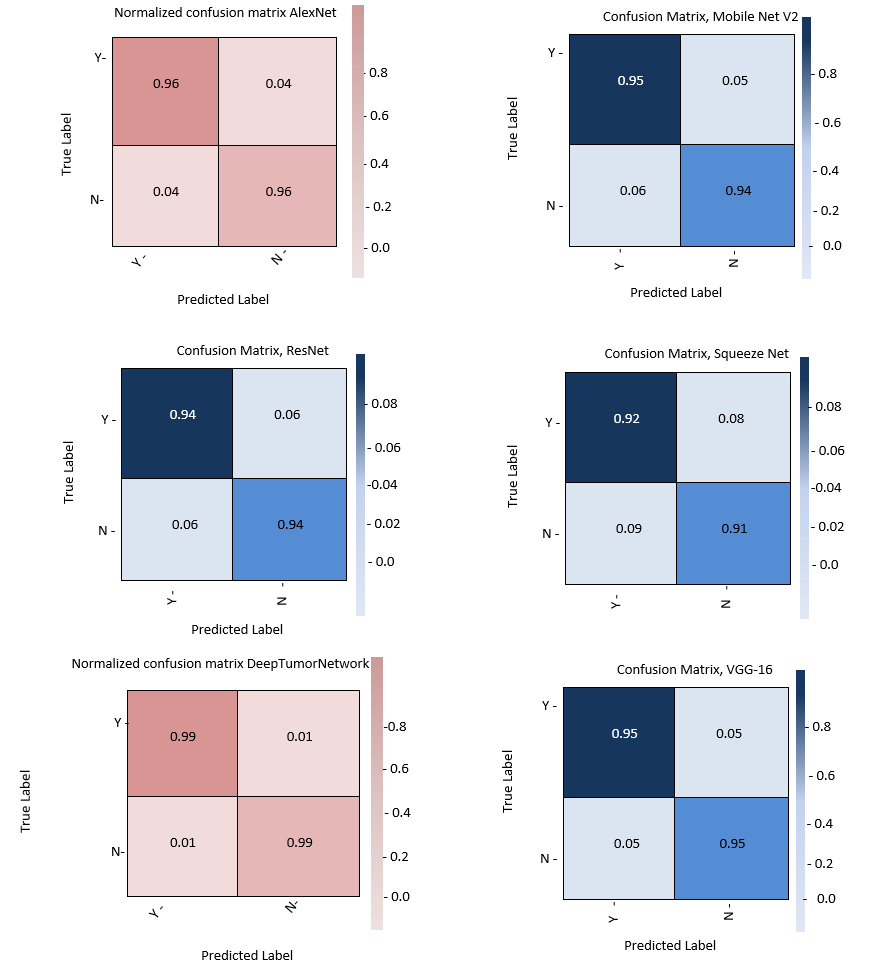 Normalized confusion matrix AlexNet
Y-
0.96 0.04
N-
0.04 0.96
True Label
Y -
N -
Predicted Label
0.8
0.6
0.4
- 0.2
0.0
Confusion Matrix, Mobile Net V2
Y -
0.95 0.05
N -
0.06 0.94
True Label
Y -
N -
Predicted Label
0.8
- 0.6
0.4
- 0.2
- 0.0
Confusion Matrix, ResNet
Y -
0.94 0.06
N -
0.06 0.94
True Label
Y -
N -
Predicted Label
0.08
- 0.06
-0.04
- 0.02
- 0.0
Confusion Matrix, Squeeze Net
Y -
0.92 0.08
N -
0.09 0.91
True Label
Y -
N -
0.08
- 0.06
-0.04
- 0.02
- 0.0
Normalized confusion matrix DeepTumorNetwork
Y -
0.99 0.01
N-
0.01 0.99
True Label
Y -
N-
Predicted Label
-0.8
- 0.6
- 0.4
- 0.2
- 0.0
Confusion Matrix, VGG-16
Y -
0.95 0.05
N -
0.05 0.95
True Label
Y -
N -
Predicted Label
- 0.8
- 0.6
- 0.4
- 0.2
- 0.0